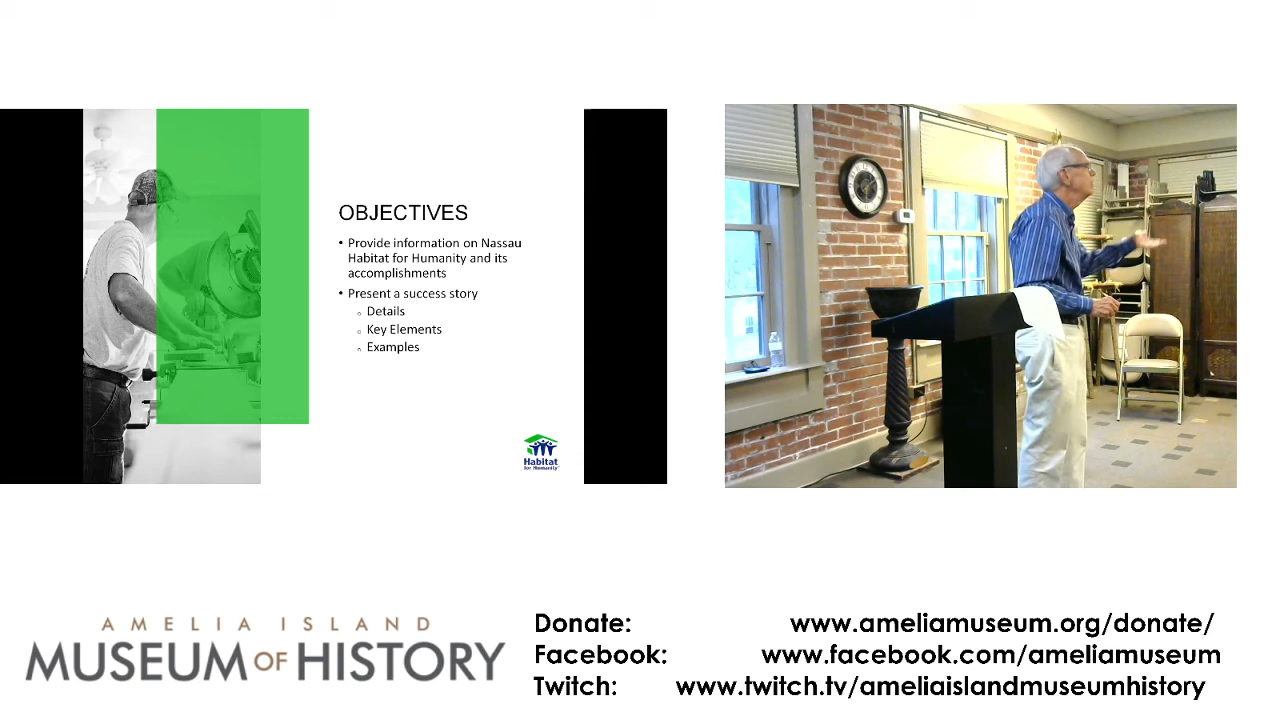 OBJECTIVES
• Provide information on Nassau
Habitat for Humanity and its
accomplishments
• Present a success story
○ Details
○ Key Elements
○ Examples
Habitat
for Humanity
AMELIA ISLAND
MUSEUM OF HISTORY
Donate: www.ameliamuseum.org/donate/
Facebook: www.facebook.com/ameliamuseum
Twitch: www.twitch.tv/ameliaislandmuseumhistory